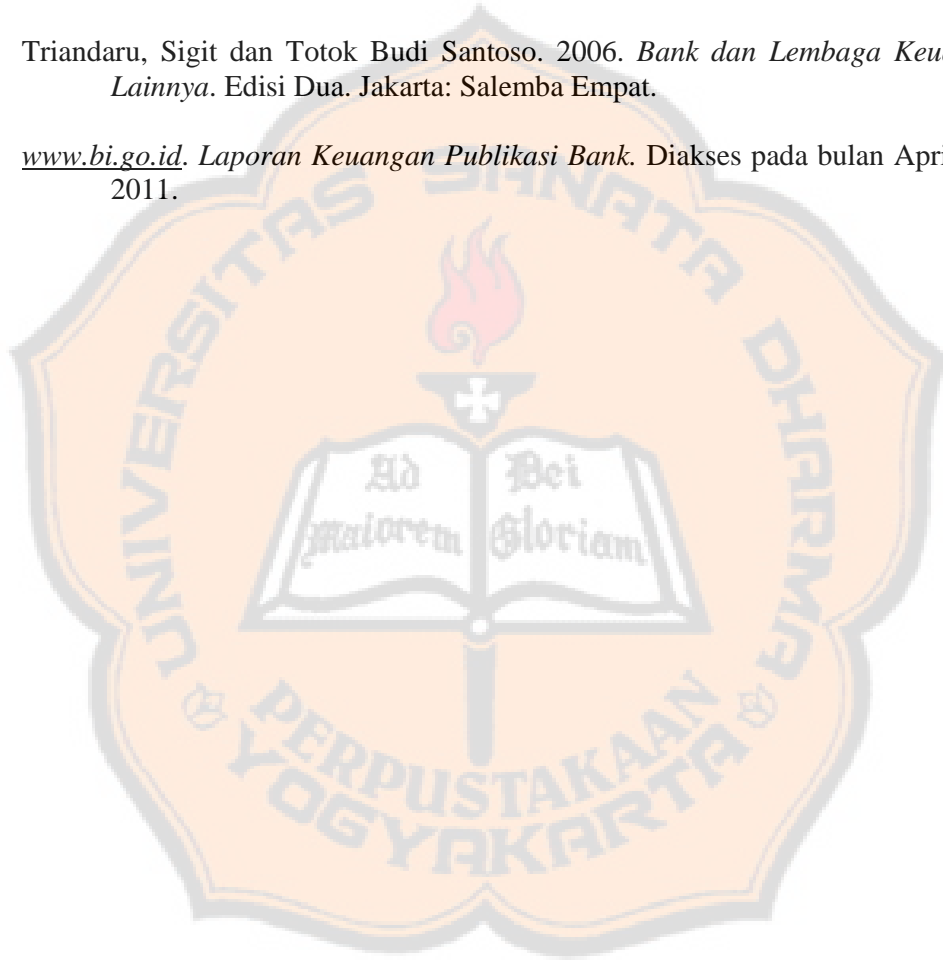 Triandaru, Sigit dan Totok Budi Santoso. 2006. Bank dan Lembaga Keua
Lainnya. Edisi Dua. Jakarta: Salemba Empat.
www.bi.go.id. Laporan Keuangan Publikasi Bank. Diakses pada bulan Apri
2011.
UNIVERSITAS SANATA DHARMA
Ad Dei
maiorem Gloriam
PERPUSTAKAAN
YOGYAKARTA